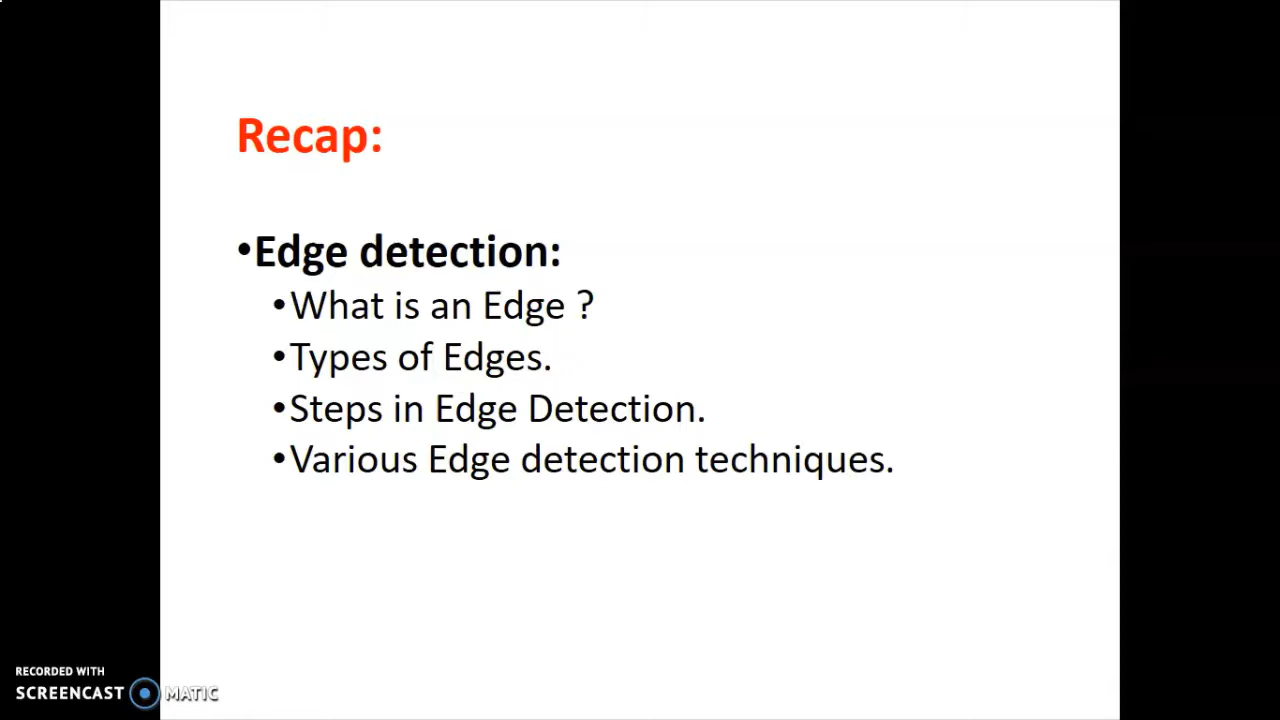 Recap:
•Edge detection:
•What is an Edge ?
•Types of Edges.
•Steps in Edge Detection.
•Various Edge detection techniques.
RECORDED WITH
SCREENCAST MATIC